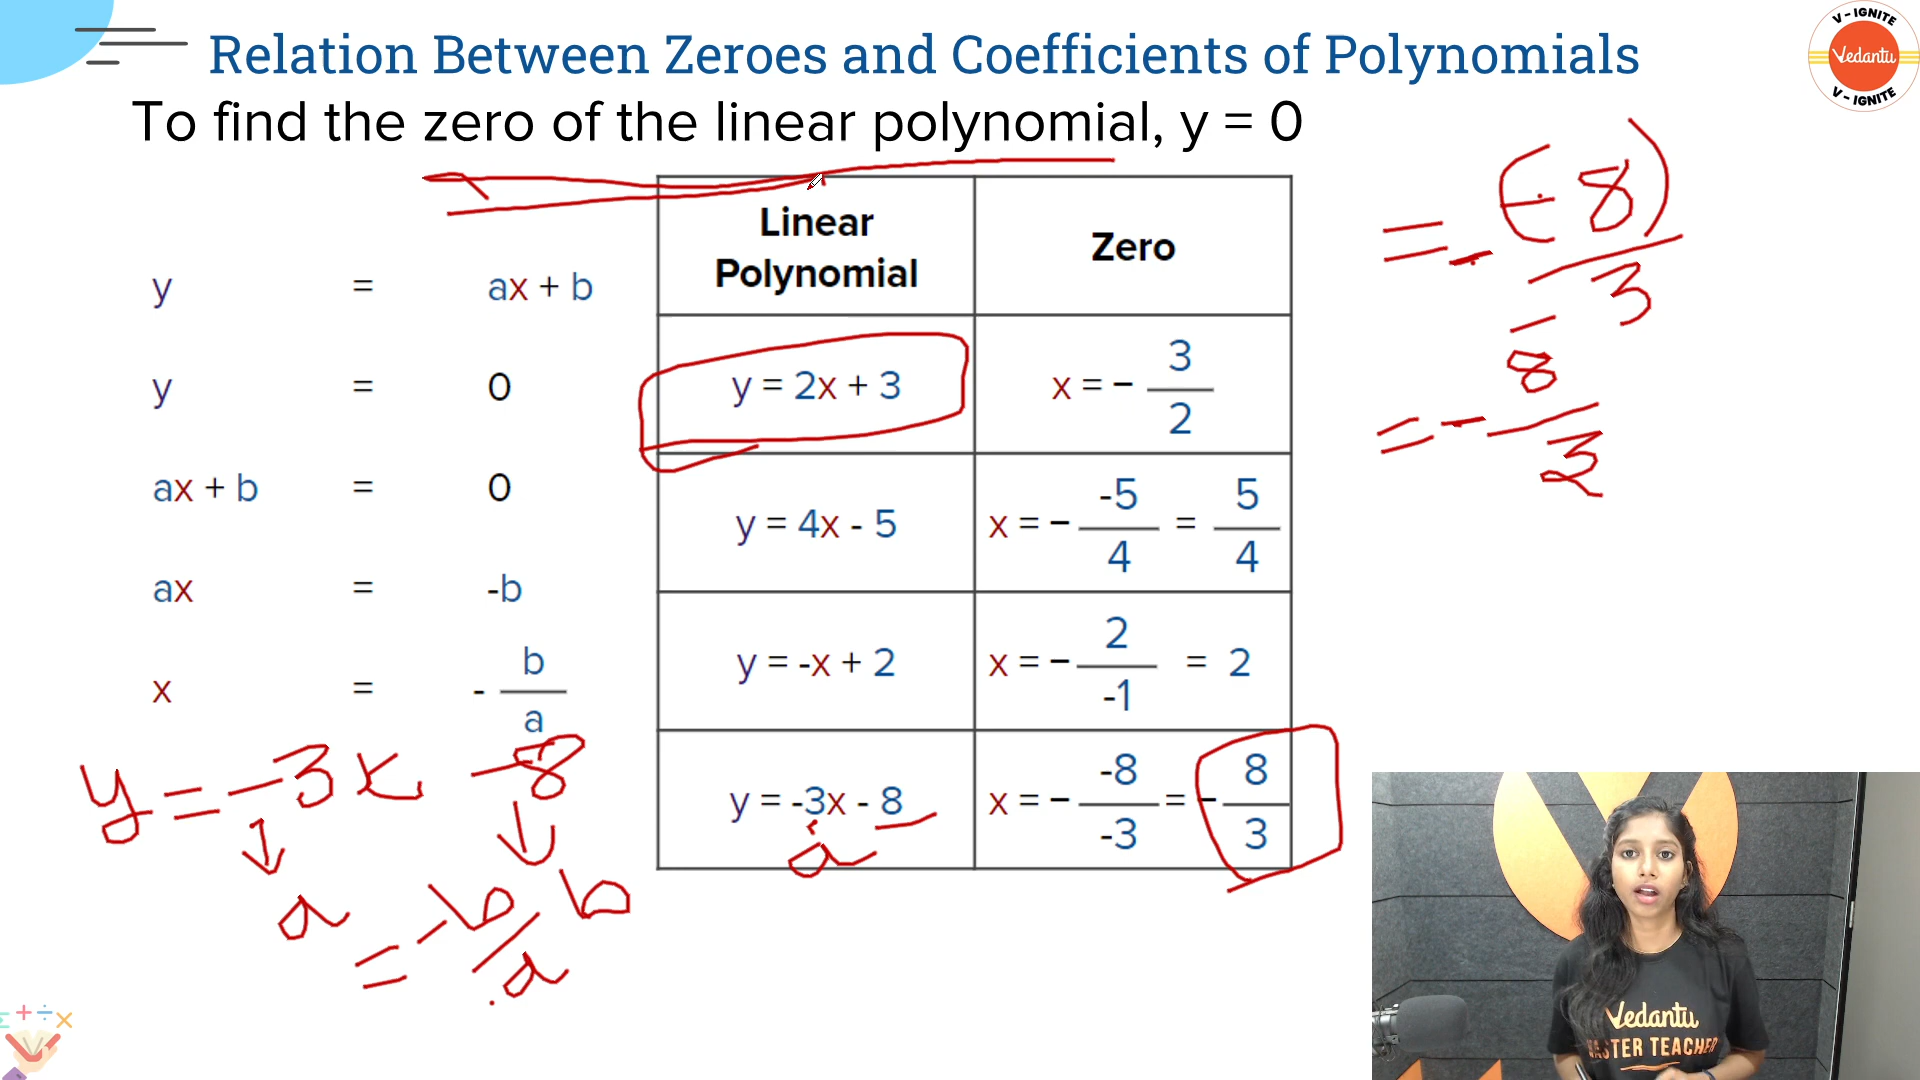 Relation Between Zeroes and Coefficients of Polynomials
V - IGNITE
Vedantu
V - IGNITE
To find the zero of the linear polynomial, y = 0
y = ax + b
y = 0
ax + b = 0
ax = -b
x = - b/a
Linear Polynomial | Zero
y = 2x + 3 | x = - 3/2
y = 4x - 5 | x = - -5/4 = 5/4
y = -x + 2 | x = - 2/-1 = 2
y = -3x - 8 | x = - -8/-3 = - 8/3
a
y = -3x -8
a b
= -b/a
= - (-8)/-3
= - 8/3
Vedantu
MASTER TEACHER